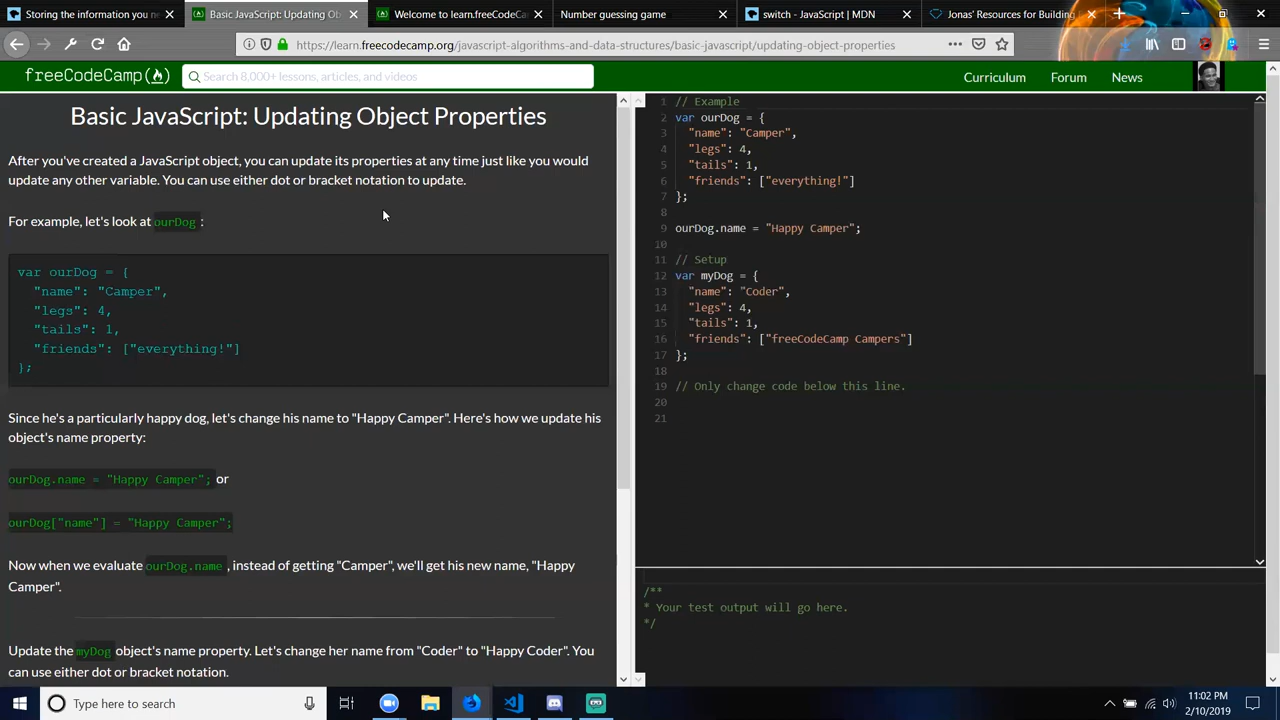 Storing the information you ne
Basic JavaScript: Updating Ob
Welcome to learn.freeCodeCam
Number guessing game
switch - JavaScript | MDN
Jonas' Resources for Building
https://learn.freecodecamp.org/javascript-algorithms-and-data-structures/basic-javascript/updating-object-properties
freeCodeCamp
Search 8,000+ lessons, articles, and videos
Curriculum
Forum
News
Basic JavaScript: Updating Object Properties
After you've created a JavaScript object, you can update its properties at any time just like you would
update any other variable. You can use either dot or bracket notation to update.
For example, let's look at ourDog :
var ourDog = {
"name": "Camper",
"legs": 4,
"tails": 1,
"friends": ["everything!"]
};
Since he's a particularly happy dog, let's change his name to "Happy Camper". Here's how we update his
object's name property:
ourDog.name = "Happy Camper"; or
ourDog["name"] = "Happy Camper";
Now when we evaluate ourDog.name , instead of getting "Camper", we'll get his new name, "Happy
Camper".
Update the myDog object's name property. Let's change her name from "Coder" to "Happy Coder". You
can use either dot or bracket notation.
1 // Example
2 var ourDog = {
3 "name": "Camper",
4 "legs": 4,
5 "tails": 1,
6 "friends": ["everything!"]
7 };
8
9 ourDog.name = "Happy Camper";
10
11 // Setup
12 var myDog = {
13 "name": "Coder",
14 "legs": 4,
15 "tails": 1,
16 "friends": ["freeCodeCamp Campers"]
17 };
18
19 // Only change code below this line.
20
21
/**
* Your test output will go here.
*/
Type here to search
11:02 PM
2/10/2019